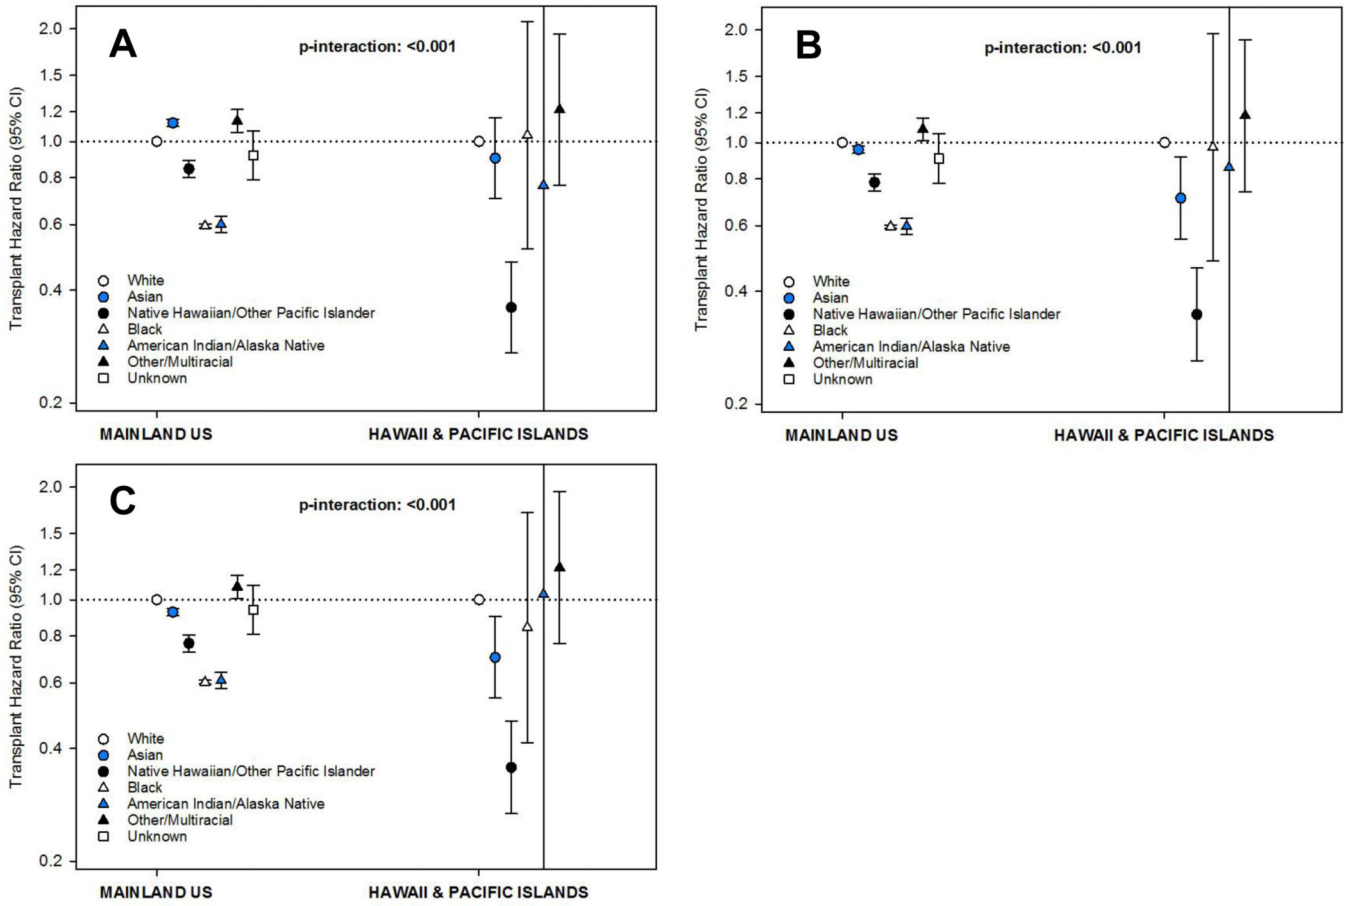 A
p-interaction: <0.001
Transplant Hazard Ratio (95% CI)
2.0
1.5
1.2
1.0
0.8
0.6
0.4
0.2
White
Asian
Native Hawaiian/Other Pacific Islander
Black
American Indian/Alaska Native
Other/Multiracial
Unknown
MAINLAND US
HAWAII & PACIFIC ISLANDS
B
p-interaction: <0.001
Transplant Hazard Ratio (95% CI)
2.0
1.5
1.2
1.0
0.8
0.6
0.4
0.2
White
Asian
Native Hawaiian/Other Pacific Islander
Black
American Indian/Alaska Native
Other/Multiracial
Unknown
MAINLAND US
HAWAII & PACIFIC ISLANDS
C
p-interaction: <0.001
Transplant Hazard Ratio (95% CI)
2.0
1.5
1.2
1.0
0.8
0.6
0.4
0.2
White
Asian
Native Hawaiian/Other Pacific Islander
Black
American Indian/Alaska Native
Other/Multiracial
Unknown
MAINLAND US
HAWAII & PACIFIC ISLANDS